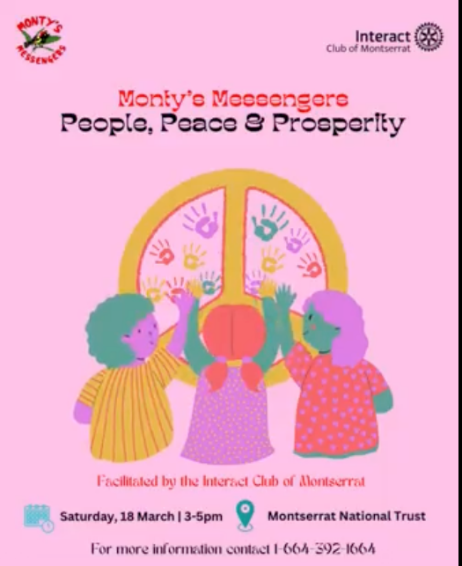 MONTY'S
MESSENGERS
Interact
Club of Montserrat
Monty's Messengers
People, Peace & Prosperity
Facilitated by the Interact Club of Montserrat
Saturday, 18 March | 3-5pm
Montserrat National Trust
For more information contact 1-664-392-1664